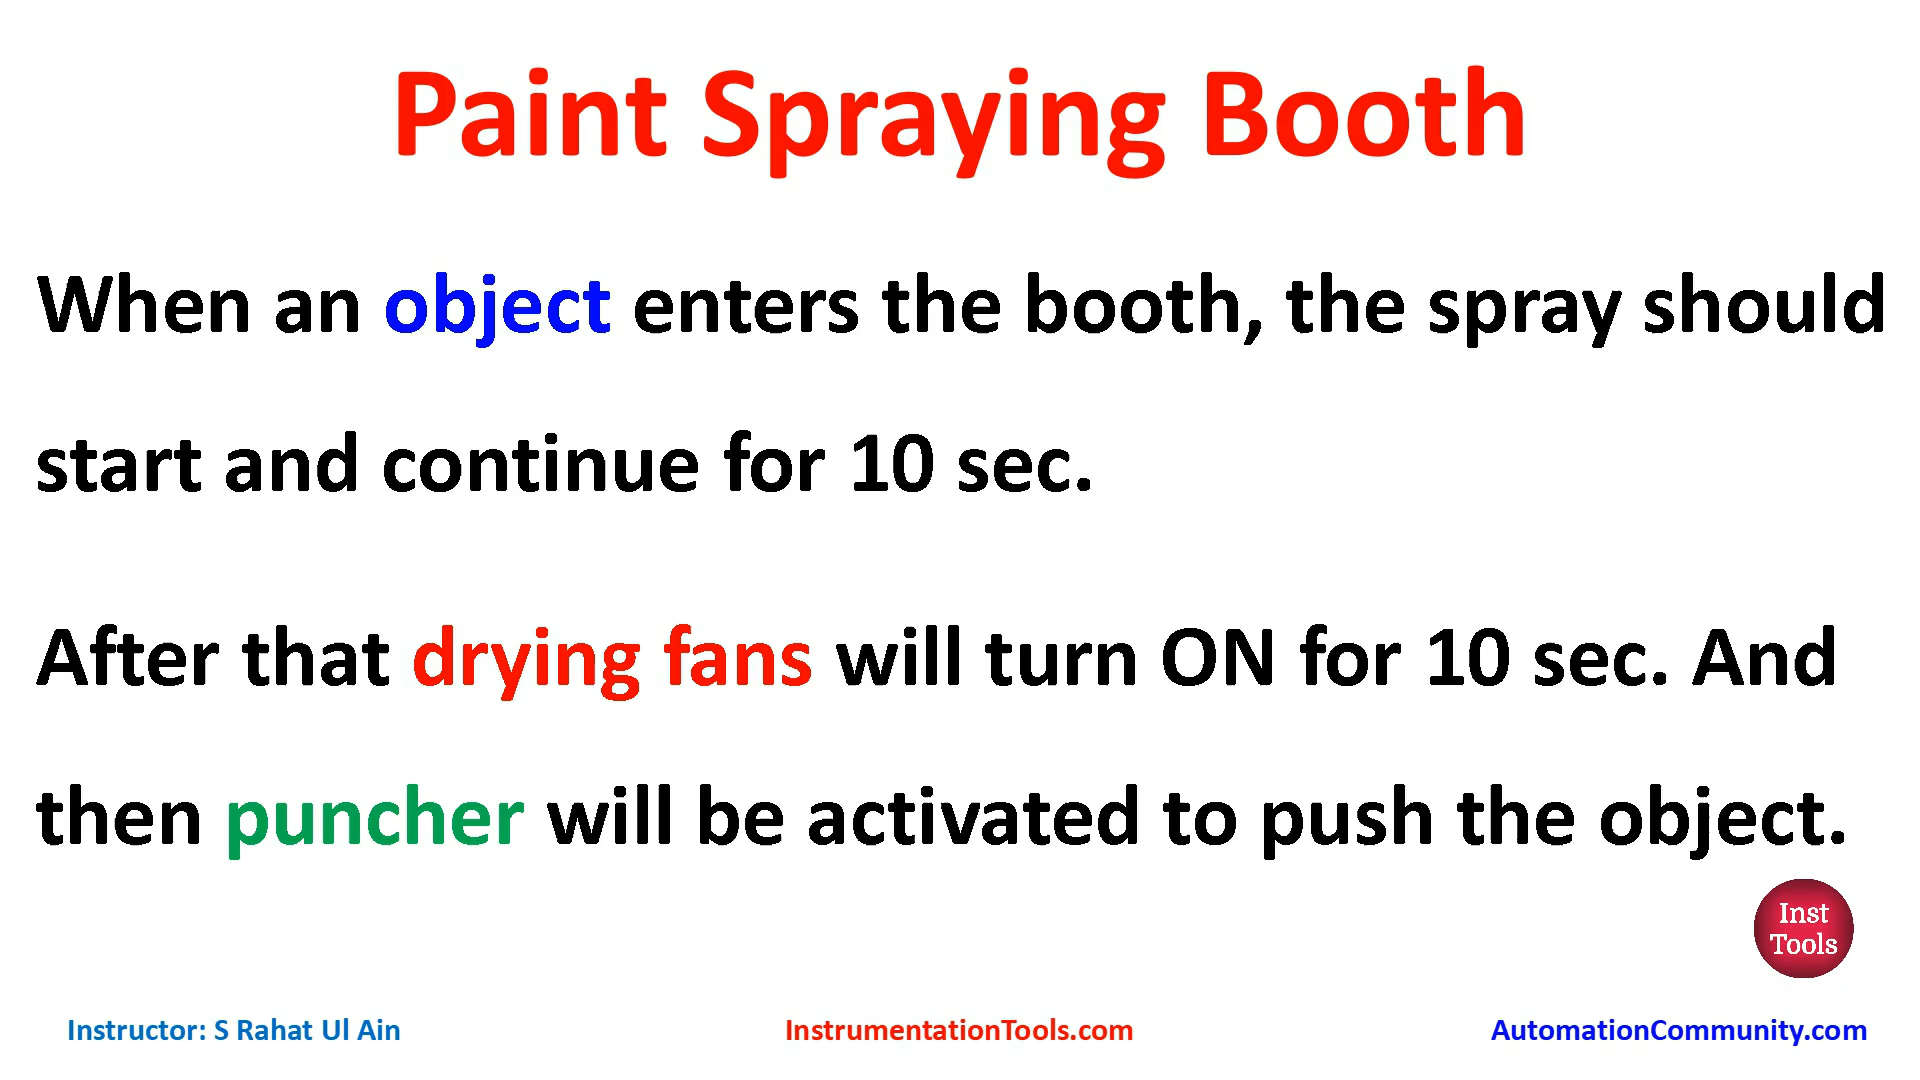 Paint Spraying Booth
When an object enters the booth, the spray should
start and continue for 10 sec.
After that drying fans will turn ON for 10 sec. And
then puncher will be activated to push the object.
Inst
Tools
Instructor: S Rahat Ul Ain
InstrumentationTools.com
AutomationCommunity.com